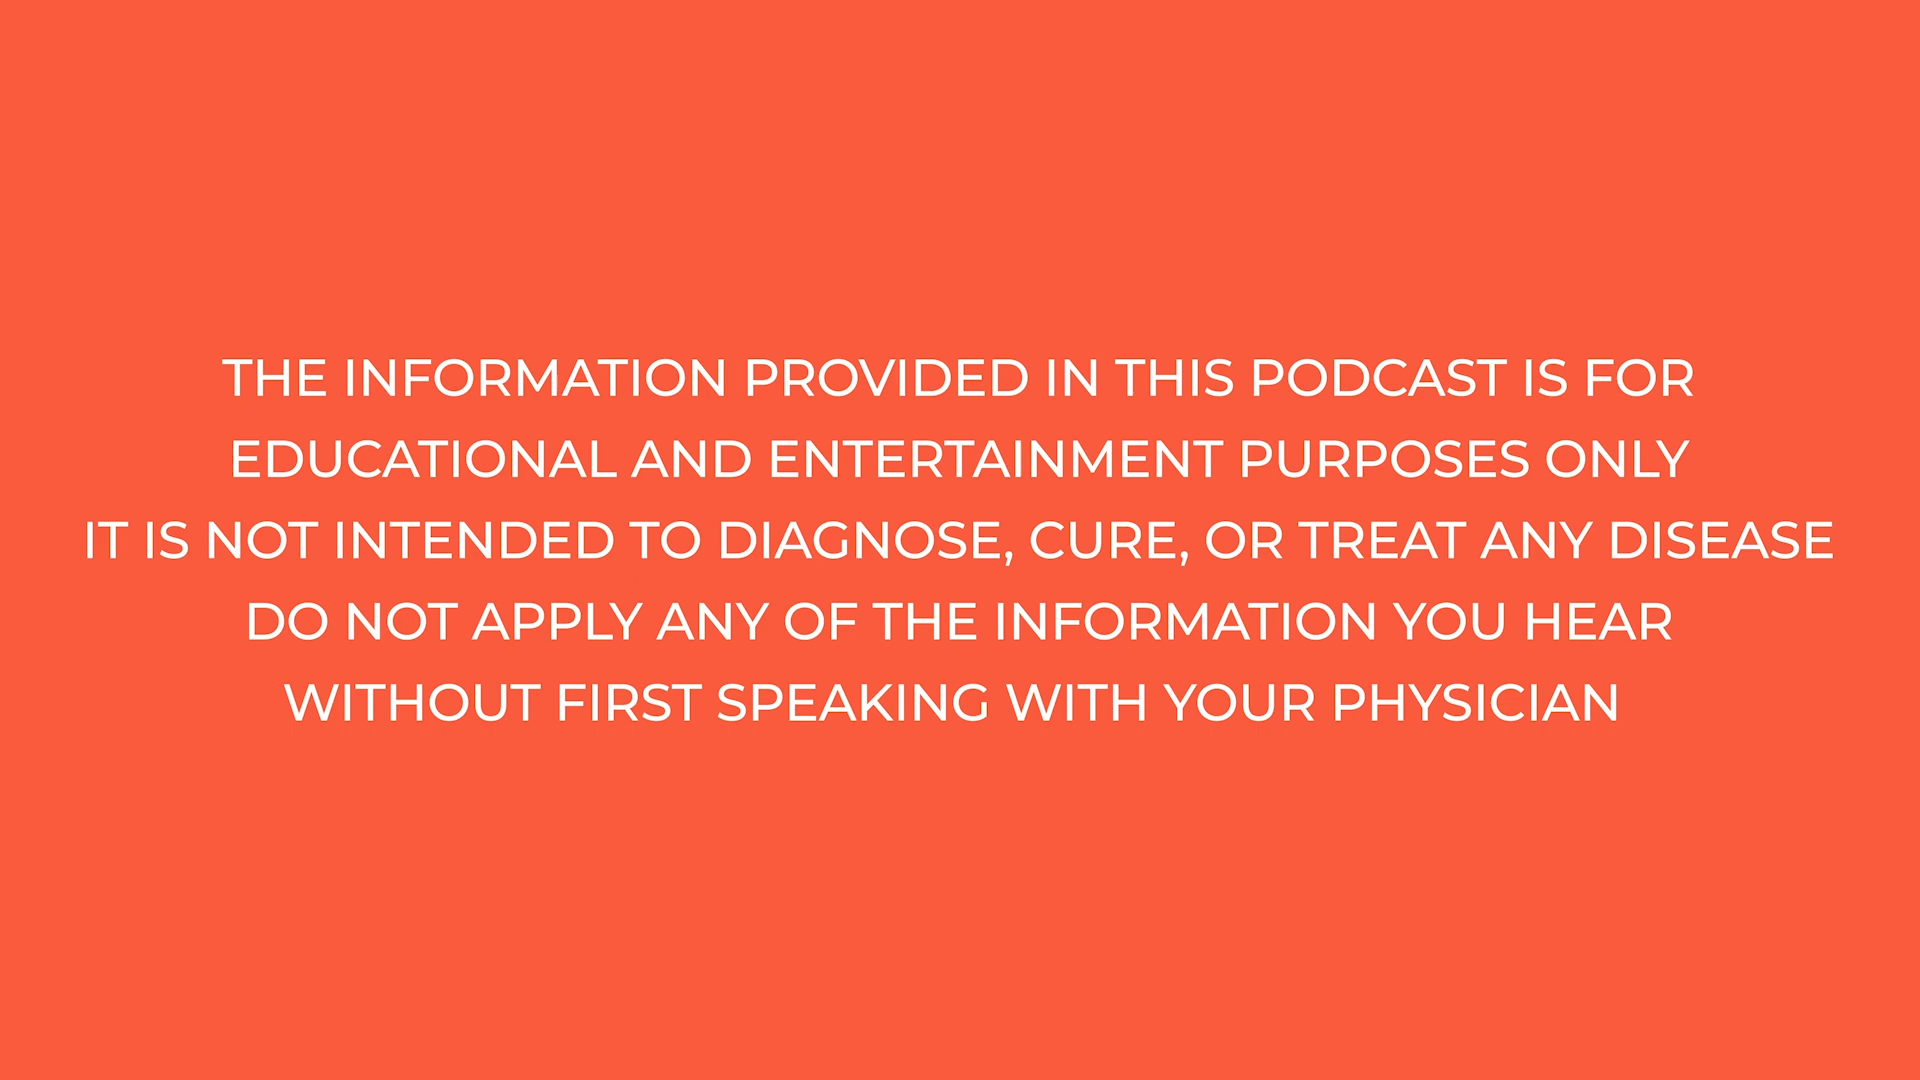 THE INFORMATION PROVIDED IN THIS PODCAST IS FOR
EDUCATIONAL AND ENTERTAINMENT PURPOSES ONLY
IT IS NOT INTENDED TO DIAGNOSE, CURE, OR TREAT ANY DISEASE
DO NOT APPLY ANY OF THE INFORMATION YOU HEAR
WITHOUT FIRST SPEAKING WITH YOUR PHYSICIAN